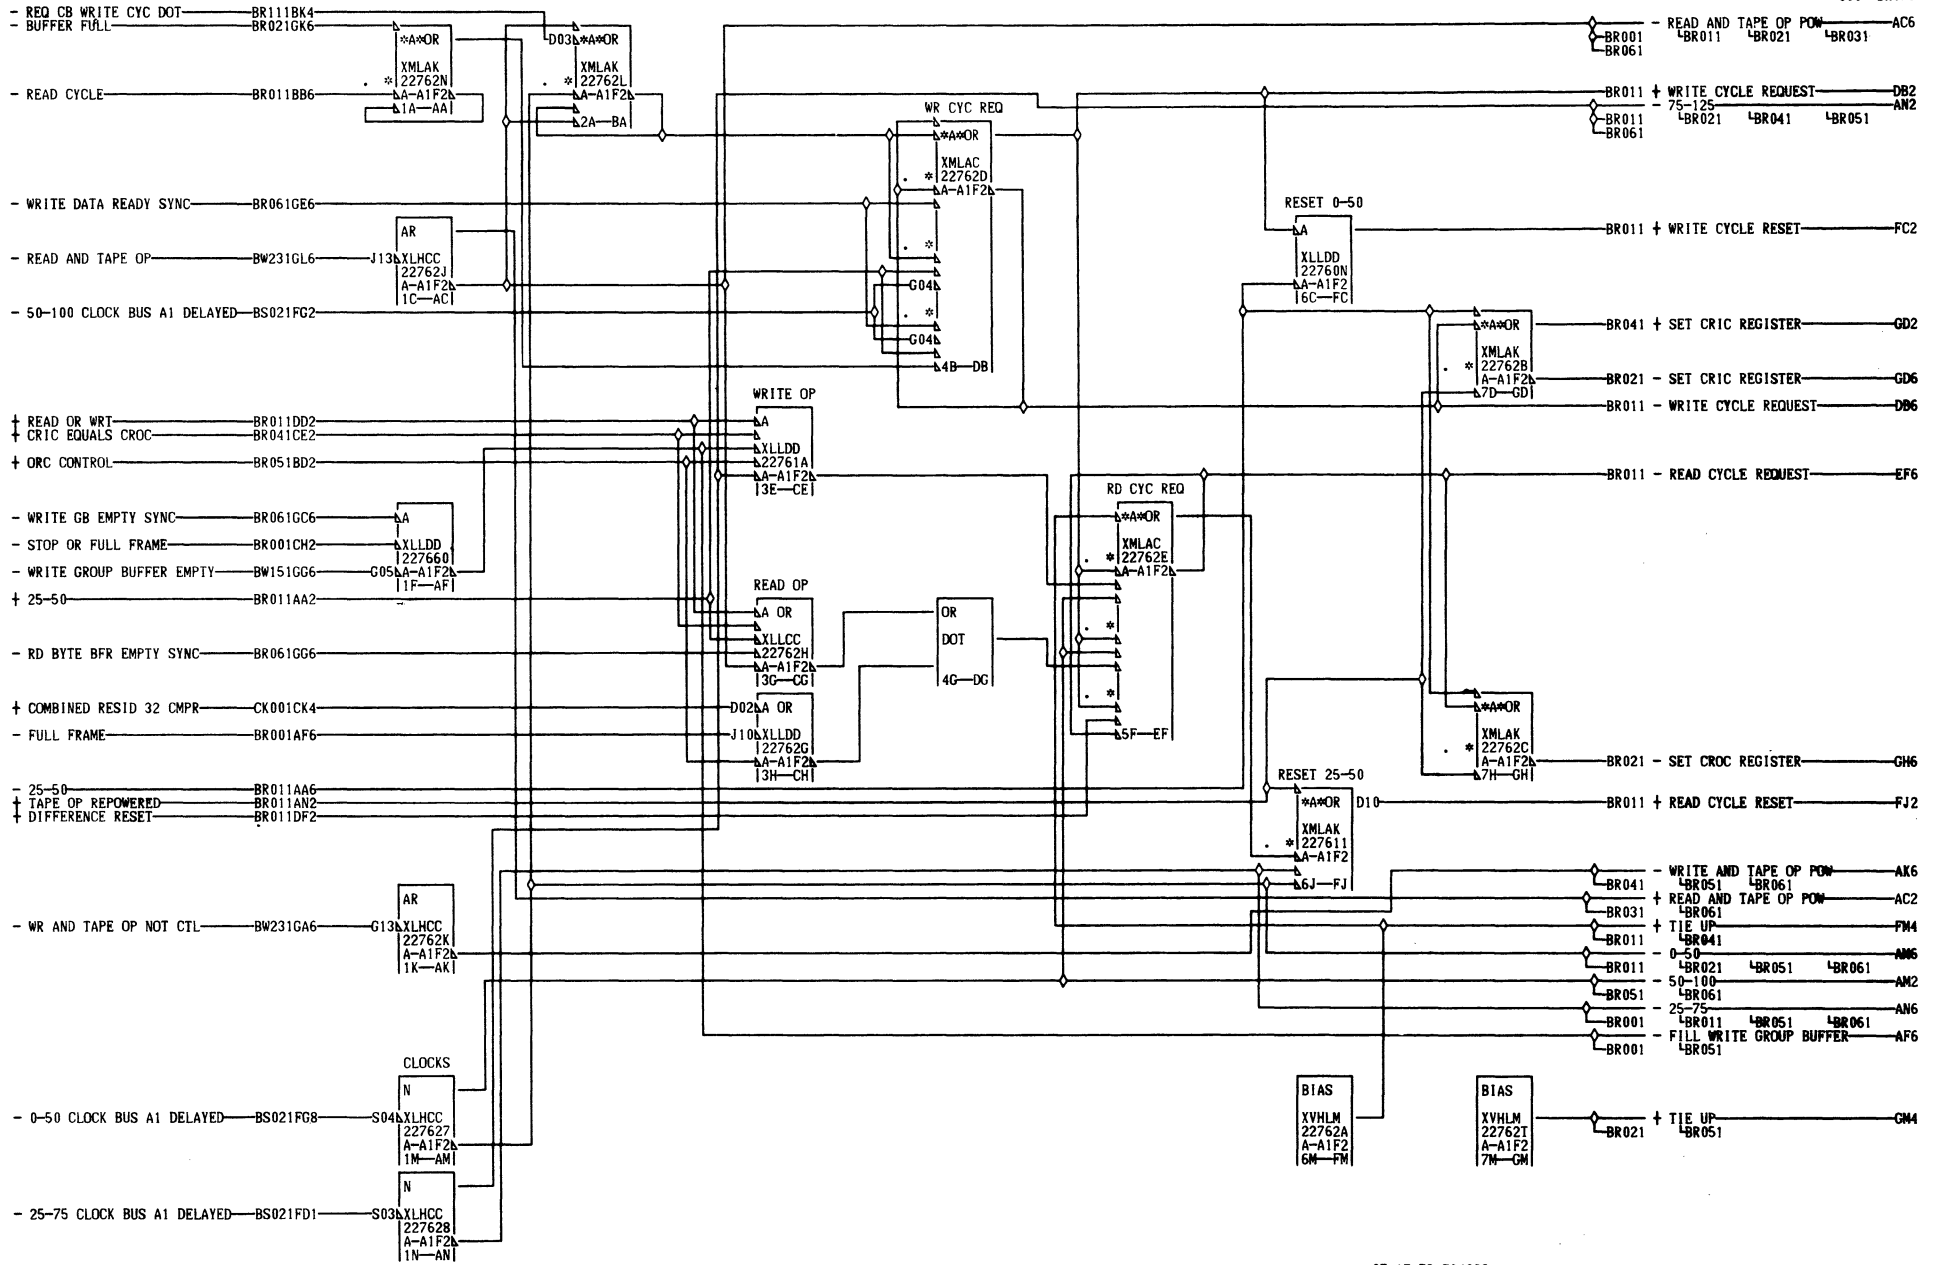 - REQ CB WRITE CYC DOT BR111BK4
- BUFFER FULL BR021GK6
- READ CYCLE BR011BB6
- WRITE DATA READY SYNC BR061GE6
- READ AND TAPE OP BW231GL6 J13
- 50-100 CLOCK BUS A1 DELAYED BS021FG2
+ READ OR WRT BR011DD2
+ CRIC EQUALS CROC BR041CE2
+ ORC CONTROL BR051BD2
- WRITE GB EMPTY SYNC BR061GC6
- STOP OR FULL FRAME BR001CH2
- WRITE GROUP BUFFER EMPTY BW151GG6 G05
+ 25-50 BR011AA2
- RD BYTE BFR EMPTY SYNC BR061GG6
+ COMBINED RESID 32 CMPR CK001CK4 D02
- FULL FRAME BR001AF6 J10
- 25-50 BR011AA6
+ TAPE OP REPOWERED BR011AN2
+ DIFFERENCE RESET BR011DF2
- WR AND TAPE OP NOT CTL BW231GA6 G13
- 0-50 CLOCK BUS A1 DELAYED BS021FG8 S04
- 25-75 CLOCK BUS A1 DELAYED BS021FD1 S03
*A*OR
XMLAK
* 22762N
A-A1F2
1A-AA
D03 *A*OR
XMLAK
* 22762L
A-A1F2
2A-BA
AR
XLHCC
22762J
A-A1F2
1C-AC
A
XLLDD
227660
A-A1F2
1F-AF
AR
XLHCC
22762K
A-A1F2
1K-AK
CLOCKS
N
XLHCC
227627
A-A1F2
1M-AM
N
XLHCC
227628
A-A1F2
1N-AN
WRITE OP
A
XLLDD
22761A
A-A1F2
3E-CE
READ OP
A OR
XLLCC
22762H
A-A1F2
3G-CG
A OR
XLLDD
22762G
A-A1F2
3H-CH
WR CYC REQ
*A*OR
XMLAC
* 22762D
A-A1F2
*
G04
*
G04
4B-DB
OR
DOT
4G-DG
RD CYC REQ
*A*OR
XMLAC
* 22762E
A-A1F2
*
*
5F-EF
RESET 0-50
A
XLLDD
22760N
A-A1F2
6C-FC
RESET 25-50
*A*OR D10
XMLAK
* 227611
A-A1F2
6J-FJ
BIAS
XVHLM
22762A
A-A1F2
6M-FM
*A*OR
XMLAK
* 22762B
A-A1F2
7D-GD
*A*OR
XMLAK
* 22762C
A-A1F2
7H-GH
BIAS
XVHLM
22762T
A-A1F2
7M-GM
- READ AND TAPE OP POW AC6
BR001 BR011 BR021 BR031
BR061
BR011 + WRITE CYCLE REQUEST DB2
- 75-125 AN2
BR011 BR021 BR041 BR051
BR061
BR011 + WRITE CYCLE RESET FC2
BR041 + SET CRIC REGISTER GD2
BR021 - SET CRIC REGISTER GD6
BR011 - WRITE CYCLE REQUEST DB6
BR011 - READ CYCLE REQUEST EF6
BR021 - SET CROC REGISTER GH6
BR011 + READ CYCLE RESET FJ2
- WRITE AND TAPE OP POW AK6
BR041 BR051 BR061
+ READ AND TAPE OP POW AC2
BR031 BR061
+ TIE UP FM4
BR011 BR041
- 0-50 AM6
BR011 BR021 BR051 BR061
- 50-100 AM2
BR051 BR061
- 25-75 AN6
BR001 BR011 BR051 BR061
- FILL WRITE GROUP BUFFER AF6
BR001 BR051
+ TIE UP GM4
BR021 BR051